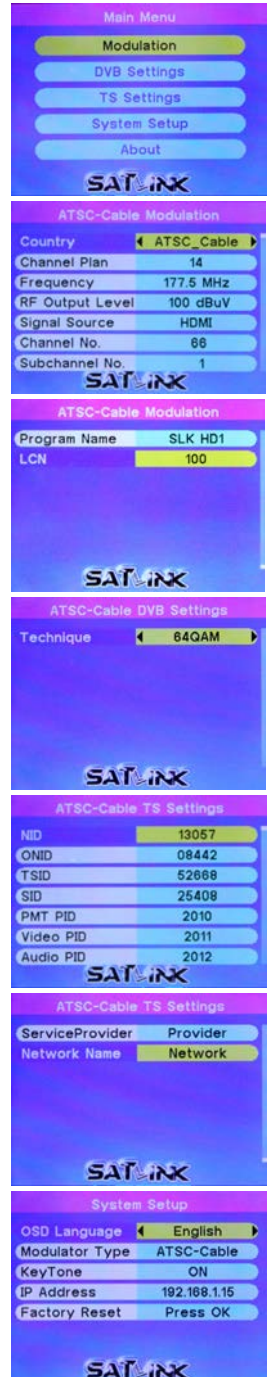 Main Menu
Modulation
DVB Settings
TS Settings
System Setup
About
SATLINK
ATSC-Cable Modulation
Country ATSC_Cable
Channel Plan 14
Frequency 177.5 MHz
RF Output Level 100 dBuV
Signal Source HDMI
Channel No. 66
Subchannel No. 1
SATLINK
ATSC-Cable Modulation
Program Name SLK HD1
LCN 100
SATLINK
ATSC-Cable DVB Settings
Technique 64QAM
SATLINK
ATSC-Cable TS Settings
NID 13057
ONID 08442
TSID 52668
SID 25408
PMT PID 2010
Video PID 2011
Audio PID 2012
SATLINK
ATSC-Cable TS Settings
ServiceProvider Provider
Network Name Network
SATLINK
System Setup
OSD Language English
Modulator Type ATSC-Cable
KeyTone ON
IP Address 192.168.1.15
Factory Reset Press OK
SATLINK